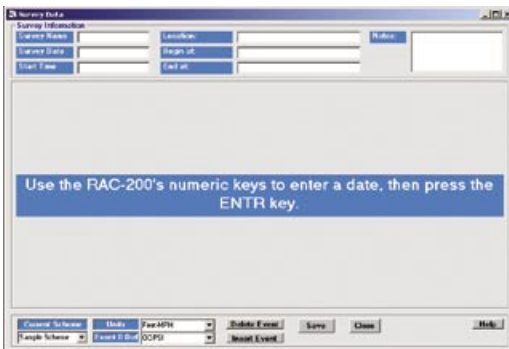 Survey Data
Survey Information
Survey Name
Location:
Notes:
Survey Date
Begin at:
Start Time
End at:
Use the RAC-200's numeric keys to enter a date, then press the
ENTR key.
Current Scheme
Units
Feet-MPH
Delete Event
Save
Close
Help
Sample Scheme
Event 0 Def
OOPS!
Insert Event